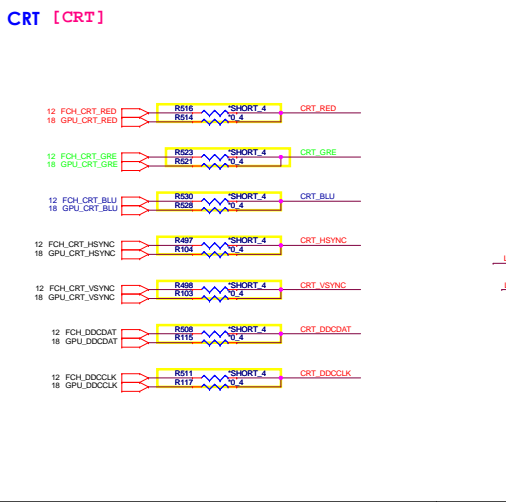 CRT [CRT]
12 FCH_CRT_RED R516 *SHORT_4 CRT_RED
18 GPU_CRT_RED R514 *0_4
12 FCH_CRT_GRE R523 *SHORT_4 CRT_GRE
18 GPU_CRT_GRE R521 *0_4
12 FCH_CRT_BLU R530 *SHORT_4 CRT_BLU
18 GPU_CRT_BLU R528 *0_4
12 FCH_CRT_HSYNC R497 *SHORT_4 CRT_HSYNC
18 GPU_CRT_HSYNC R104 *0_4
12 FCH_CRT_VSYNC R498 *SHORT_4 CRT_VSYNC
18 GPU_CRT_VSYNC R103 *0_4
12 FCH_DDCDAT R508 *SHORT_4 CRT_DDCDAT
18 GPU_DDCDAT R115 *0_4
12 FCH_DDCCLK R511 *SHORT_4 CRT_DDCCLK
18 GPU_DDCCLK R117 *0_4